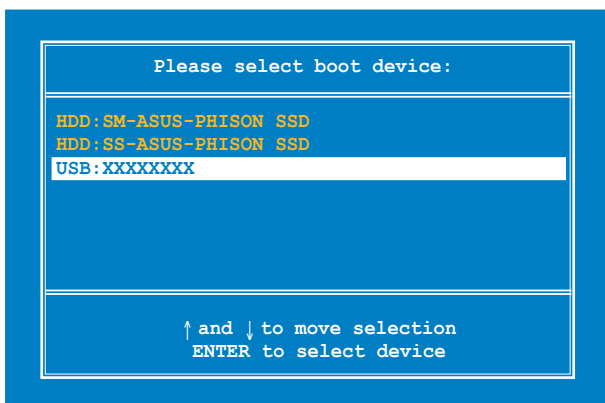 Please select boot device:
HDD:SM-ASUS-PHISON SSD
HDD:SS-ASUS-PHISON SSD
USB:XXXXXXXX
↑ and ↓ to move selection
ENTER to select device